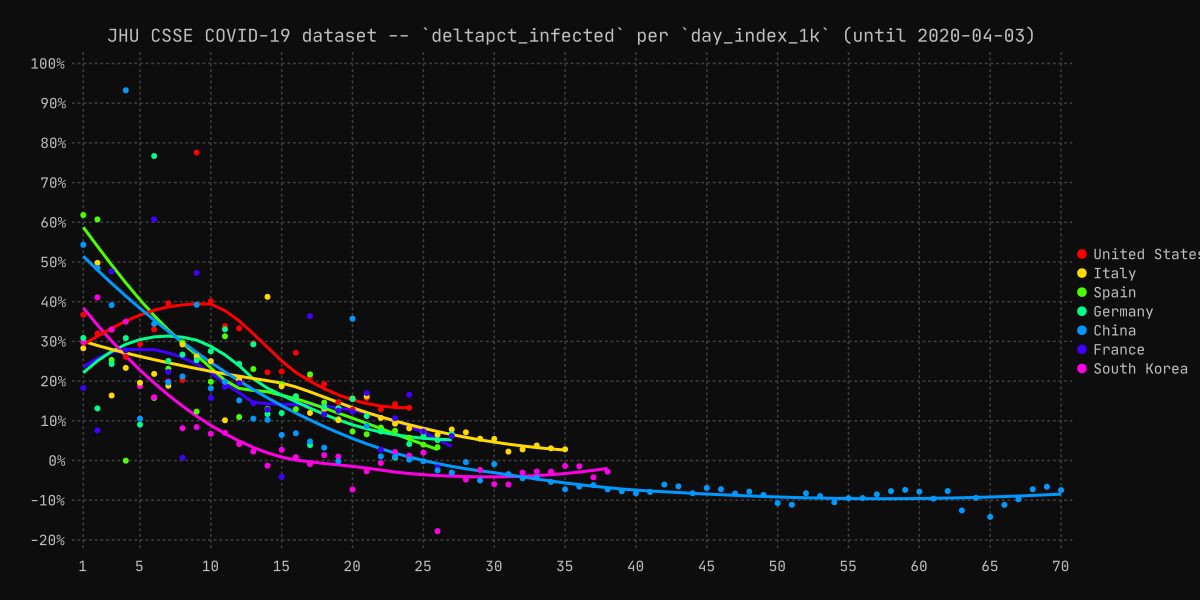 JHU CSSE COVID-19 dataset -- `deltapct_infected` per `day_index_1k` (until 2020-04-03)
100%
90%
80%
70%
60%
50%
40%
30%
20%
10%
0%
-10%
-20%
1 5 10 15 20 25 30 35 40 45 50 55 60 65 70
United States
Italy
Spain
Germany
China
France
South Korea